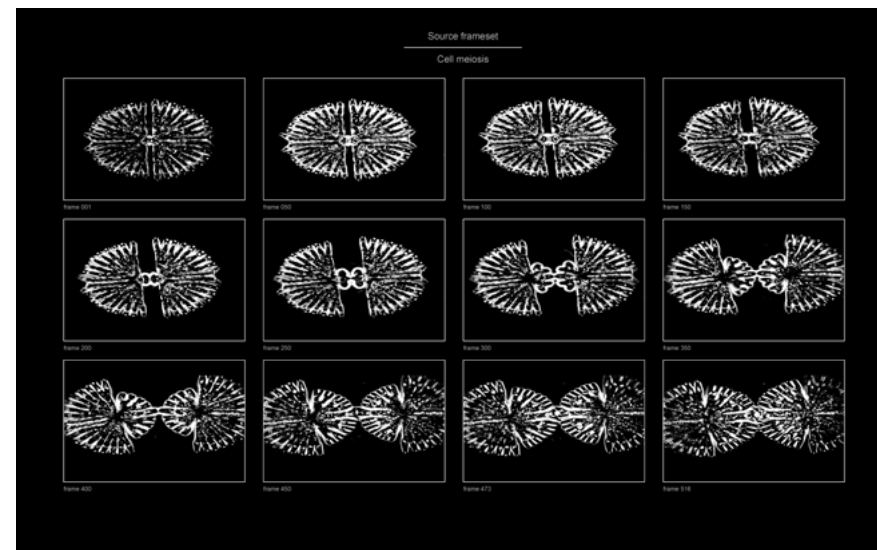 Source frameset
Cell meiosis
frame 001
frame 050
frame 100
frame 150
frame 200
frame 250
frame 300
frame 350
frame 400
frame 450
frame 473
frame 516